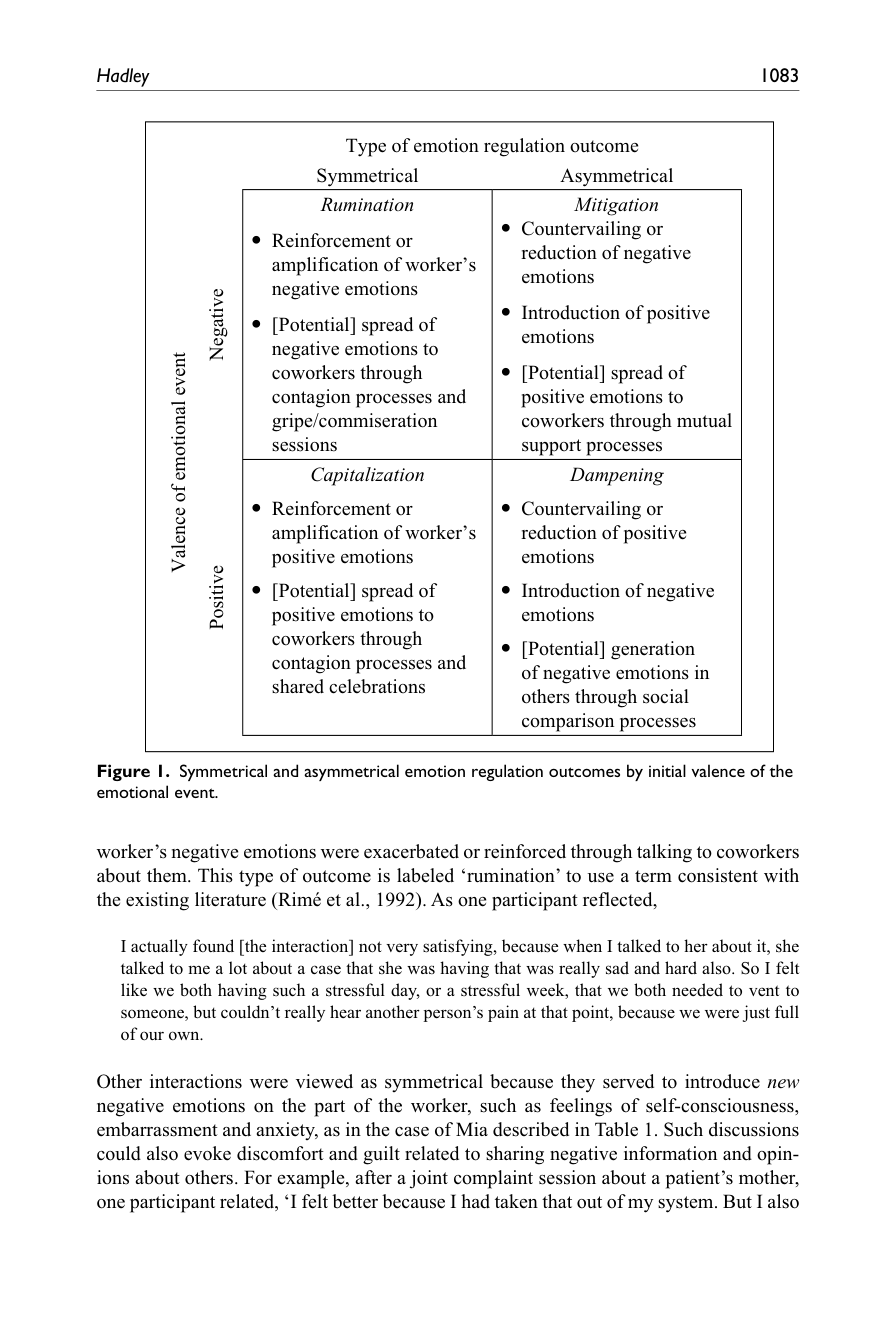 Hadley 1083
Type of emotion regulation outcome
Symmetrical Asymmetrical
Valence of emotional event
Negative
Rumination
• Reinforcement or
amplification of worker’s
negative emotions
• [Potential] spread of
negative emotions to
coworkers through
contagion processes and
gripe/commiseration
sessions
Mitigation
• Countervailing or
reduction of negative
emotions
• Introduction of positive
emotions
• [Potential] spread of
positive emotions to
coworkers through mutual
support processes
Positive
Capitalization
• Reinforcement or
amplification of worker’s
positive emotions
• [Potential] spread of
positive emotions to
coworkers through
contagion processes and
shared celebrations
Dampening
• Countervailing or
reduction of positive
emotions
• Introduction of negative
emotions
• [Potential] generation
of negative emotions in
others through social
comparison processes
Figure 1. Symmetrical and asymmetrical emotion regulation outcomes by initial valence of the
emotional event.
worker’s negative emotions were exacerbated or reinforced through talking to coworkers
about them. This type of outcome is labeled ‘rumination’ to use a term consistent with
the existing literature (Rimé et al., 1992). As one participant reflected,
I actually found [the interaction] not very satisfying, because when I talked to her about it, she
talked to me a lot about a case that she was having that was really sad and hard also. So I felt
like we both having such a stressful day, or a stressful week, that we both needed to vent to
someone, but couldn’t really hear another person’s pain at that point, because we were just full
of our own.
Other interactions were viewed as symmetrical because they served to introduce new
negative emotions on the part of the worker, such as feelings of self-consciousness,
embarrassment and anxiety, as in the case of Mia described in Table 1. Such discussions
could also evoke discomfort and guilt related to sharing negative information and opin-
ions about others. For example, after a joint complaint session about a patient’s mother,
one participant related, ‘I felt better because I had taken that out of my system. But I also